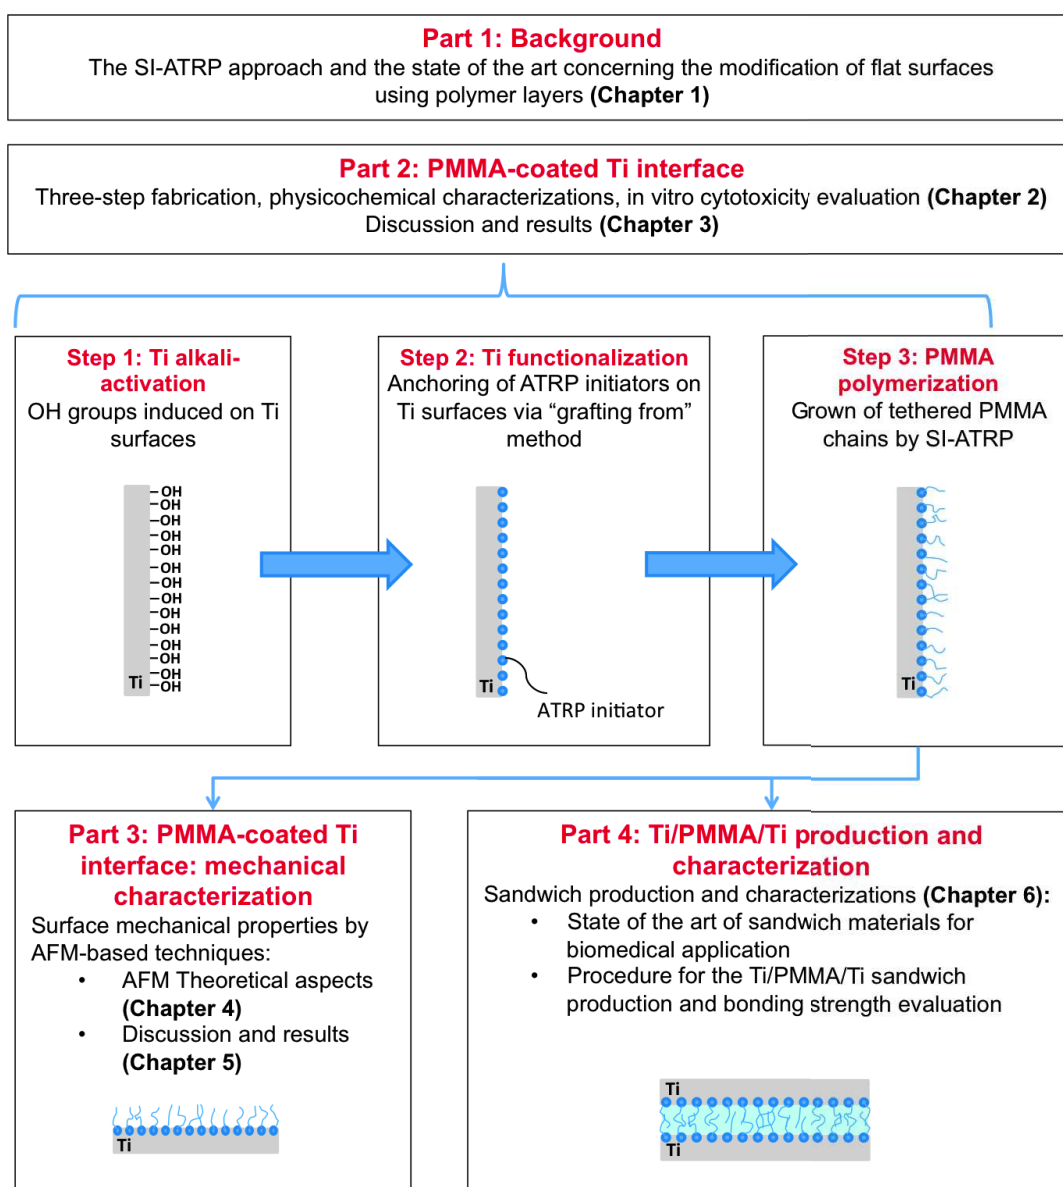 Part 1: Background
The SI-ATRP approach and the state of the art concerning the modification of flat surfaces
using polymer layers (Chapter 1)
Part 2: PMMA-coated Ti interface
Three-step fabrication, physicochemical characterizations, in vitro cytotoxicity evaluation (Chapter 2)
Discussion and results (Chapter 3)
Step 1: Ti alkali-
activation
OH groups induced on Ti
surfaces
OH
OH
OH
OH
OH
OH
OH
OH
OH
OH
OH
OH
OH
OH
Ti
Step 2: Ti functionalization
Anchoring of ATRP initiators on
Ti surfaces via “grafting from”
method
Ti
ATRP initiator
Step 3: PMMA
polymerization
Grown of tethered PMMA
chains by SI-ATRP
Ti
Part 3: PMMA-coated Ti
interface: mechanical
characterization
Surface mechanical properties by
AFM-based techniques:
• AFM Theoretical aspects
(Chapter 4)
• Discussion and results
(Chapter 5)
Ti
Part 4: Ti/PMMA/Ti production and
characterization
Sandwich production and characterizations (Chapter 6):
• State of the art of sandwich materials for
biomedical application
• Procedure for the Ti/PMMA/Ti sandwich
production and bonding strength evaluation
Ti
Ti